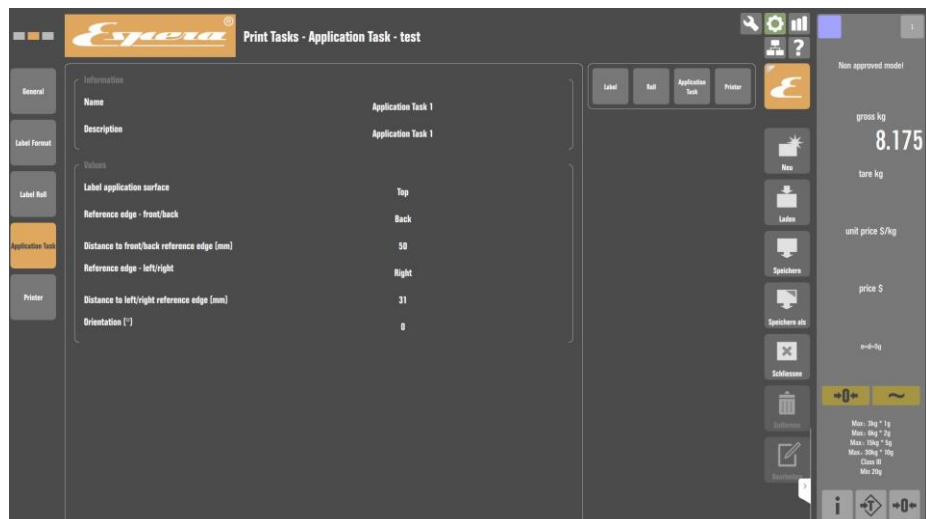 Espera®
Print Tasks - Application Task - test
?
General
Label Format
Label Roll
Application Task
Printer
Information
Name
Application Task 1
Description
Application Task 1
Values
Label application surface
Top
Reference edge - front/back
Back
Distance to front/back reference edge [mm]
50
Reference edge - left/right
Right
Distance to left/right reference edge [mm]
31
Orientation [°]
0
Label
Roll
Application
Task
Printer
E
Neu
Laden
Speichern
Speichern als
Schliessen
Entfernen
Bearbeiten
1
Non approved mode!
gross kg
8.175
tare kg
unit price $/kg
price $
e=d=5g
→0←
~
Max: 3kg * 1g
Max: 6kg * 2g
Max: 15kg * 5g
Max: 30kg * 10g
Class III
Min 20g
i
→T←
→0←